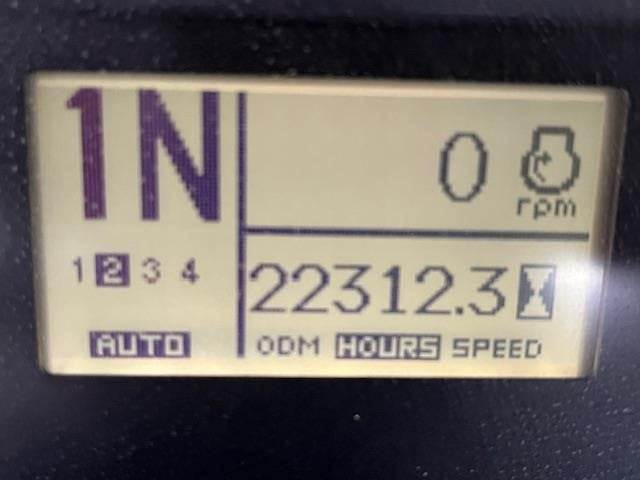 1N
0
rpm
1 2 3 4
22312.3
AUTO
ODM HOURS SPEED